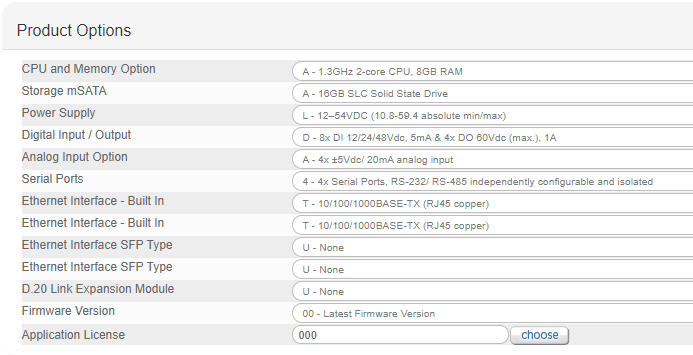 Product Options
CPU and Memory Option A - 1.3GHz 2-core CPU, 8GB RAM
Storage mSATA A - 16GB SLC Solid State Drive
Power Supply L - 12–54VDC (10.8-59.4 absolute min/max)
Digital Input / Output D - 8x DI 12/24/48Vdc, 5mA & 4x DO 60Vdc (max.), 1A
Analog Input Option A - 4x ±5Vdc/ 20mA analog input
Serial Ports 4 - 4x Serial Ports, RS-232/ RS-485 independently configurable and isolated
Ethernet Interface - Built In T - 10/100/1000BASE-TX (RJ45 copper)
Ethernet Interface - Built In T - 10/100/1000BASE-TX (RJ45 copper)
Ethernet Interface SFP Type U - None
Ethernet Interface SFP Type U - None
D.20 Link Expansion Module U - None
Firmware Version 00 - Latest Firmware Version
Application License 000 choose